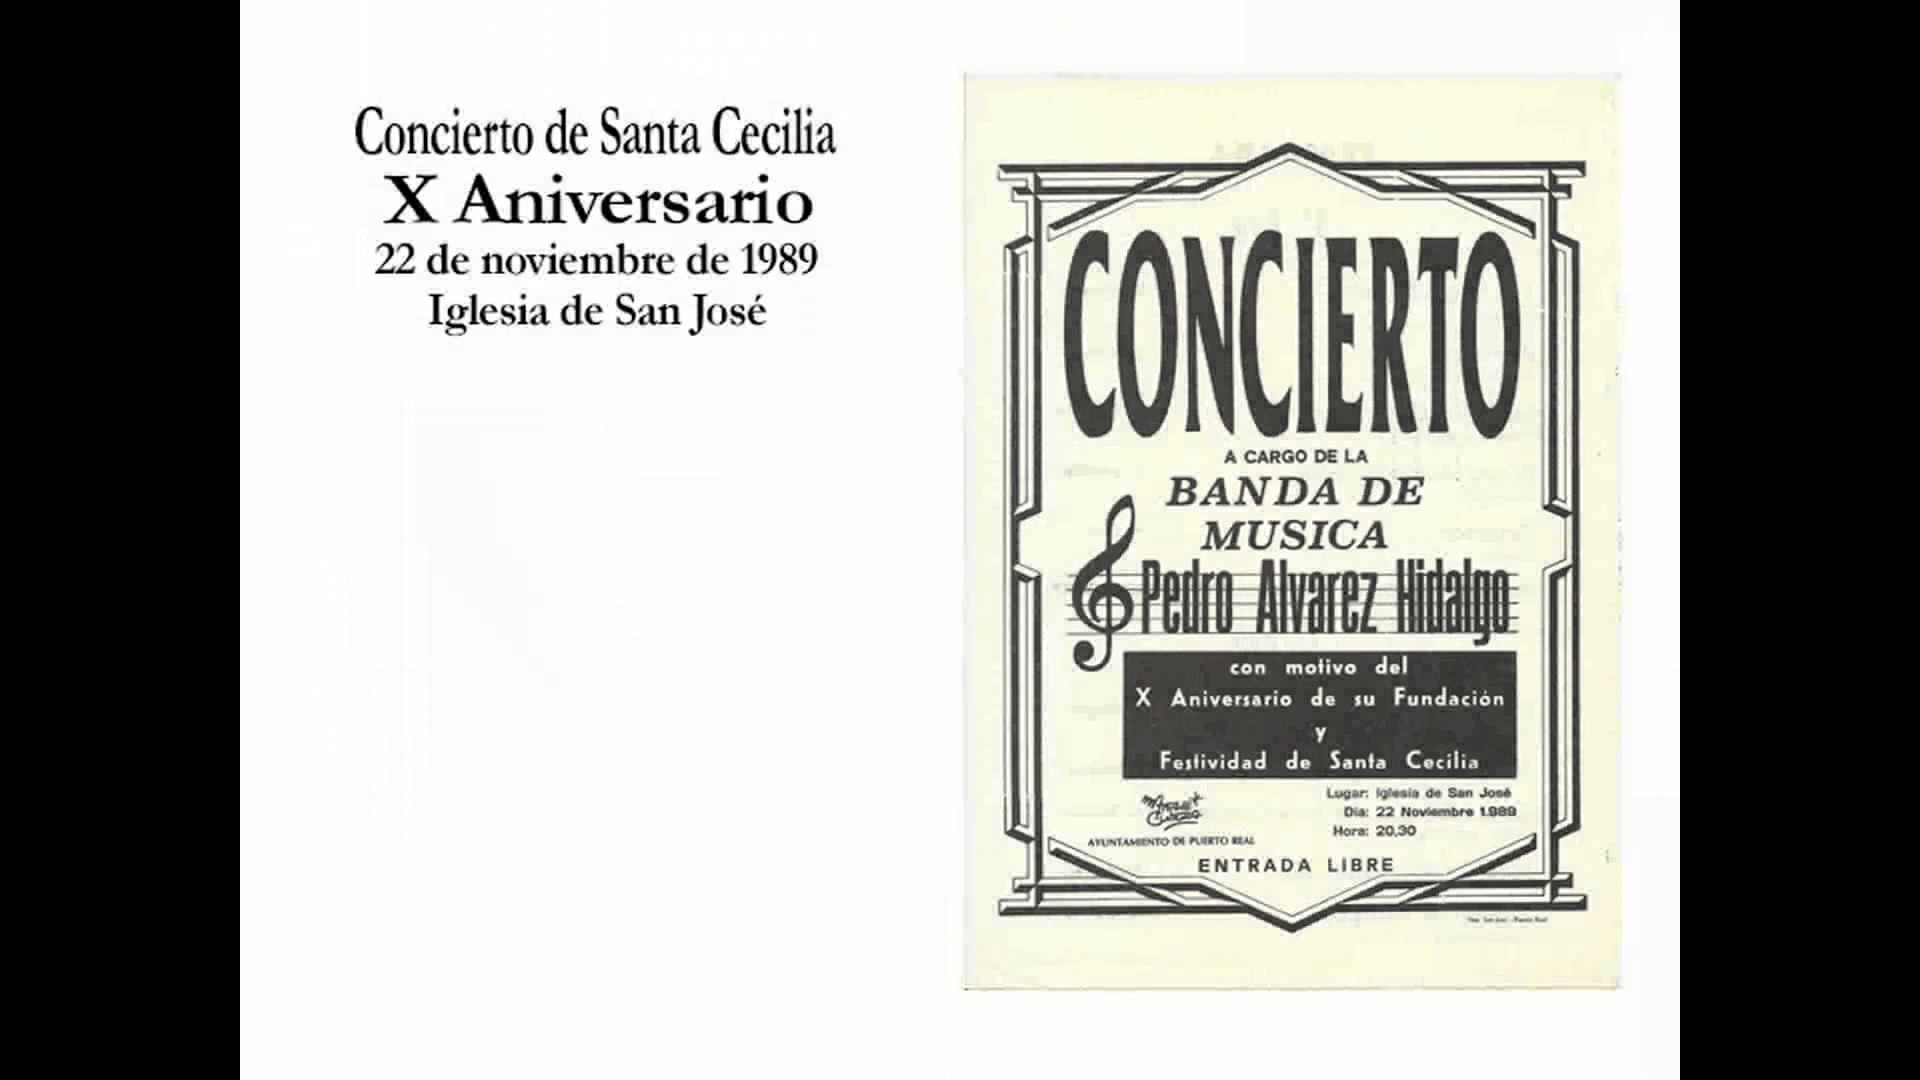 Concierto de Santa Cecilia
X Aniversario
22 de noviembre de 1989
Iglesia de San José
CONCIERTO
A CARGO DE LA
BANDA DE
MUSICA
Pedro Alvarez Hidalgo
con motivo del
X Aniversario de su Fundación
y
Festividad de Santa Cecilia
Lugar: Iglesia de San José
Dia: 22 Noviembre 1.989
Hora: 20,30
AYUNTAMIENTO DE PUERTO REAL
ENTRADA LIBRE